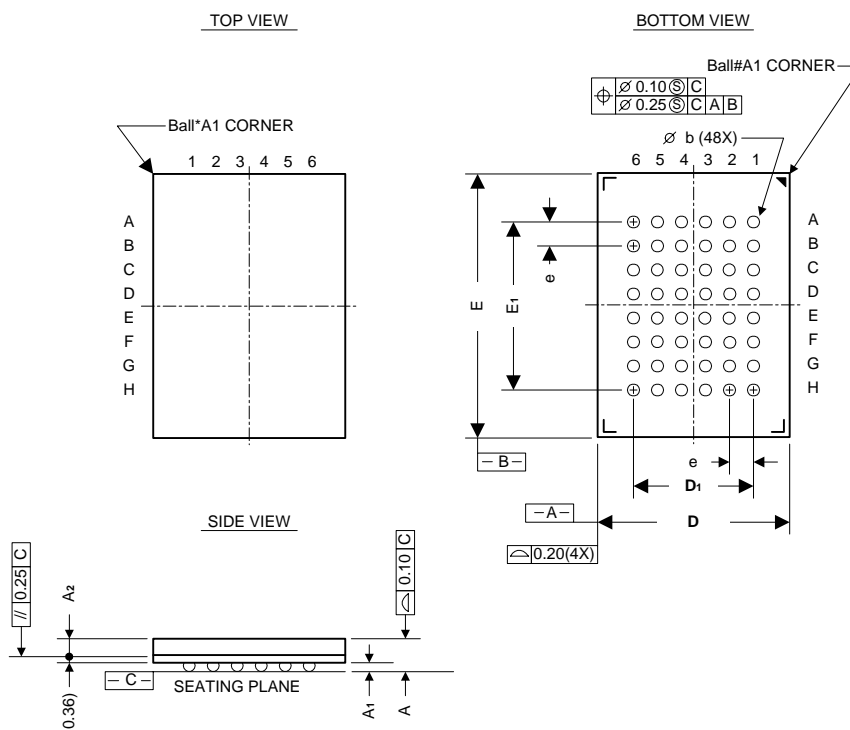 TOP VIEW
BOTTOM VIEW
Ball*A1 CORNER
1 2 3 4 5 6
A
B
C
D
E
F
G
H
Ball#A1 CORNER
⌖ ⌀ 0.10 Ⓢ C
⌀ 0.25 Ⓢ C A B
⌀ b (48X)
6 5 4 3 2 1
A
B
C
D
E
F
G
H
e
E1
E
– B –
e
D1
– A –
D
⌓ 0.20(4X)
SIDE VIEW
// 0.25 C
A2
⌓ 0.10 C
0.36)
– C –
SEATING PLANE
A1
A